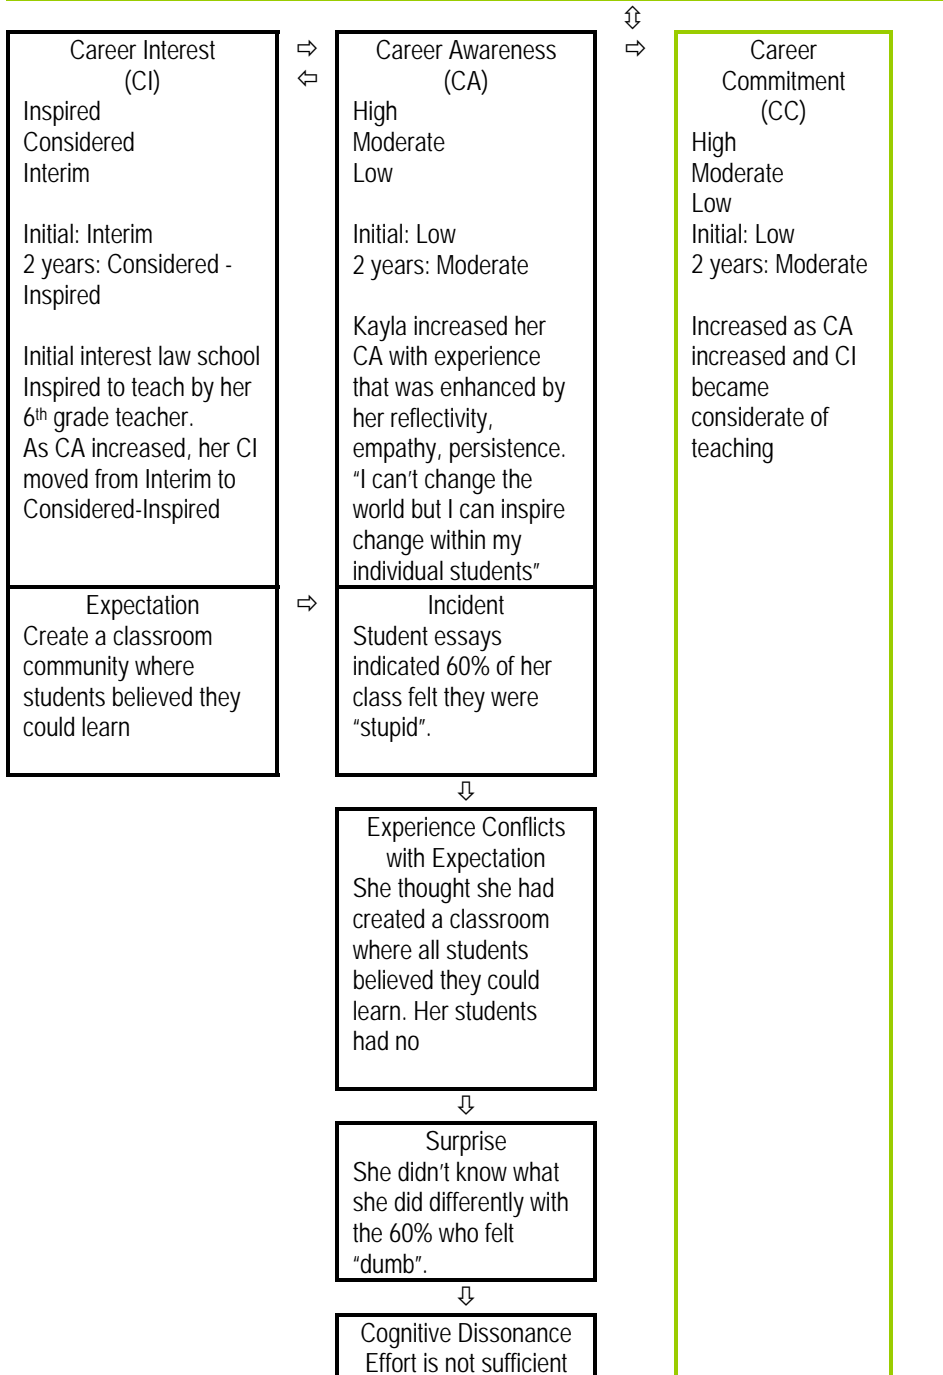 ⇕
Career Interest
(CI)
Inspired
Considered
Interim
Initial: Interim
2 years: Considered -
Inspired
Initial interest law school
Inspired to teach by her
6th grade teacher.
As CA increased, her CI
moved from Interim to
Considered-Inspired
⇨
⇦
Career Awareness
(CA)
High
Moderate
Low
Initial: Low
2 years: Moderate
Kayla increased her
CA with experience
that was enhanced by
her reflectivity,
empathy, persistence.
"I can't change the
world but I can inspire
change within my
individual students"
⇨
Career
Commitment
(CC)
High
Moderate
Low
Initial: Low
2 years: Moderate
Increased as CA
increased and CI
became
considerate of
teaching
Expectation
Create a classroom
community where
students believed they
could learn
⇨
Incident
Student essays
indicated 60% of her
class felt they were
"stupid".
⇩
Experience Conflicts
with Expectation
She thought she had
created a classroom
where all students
believed they could
learn. Her students
had no
⇩
Surprise
She didn't know what
she did differently with
the 60% who felt
"dumb".
⇩
Cognitive Dissonance
Effort is not sufficient